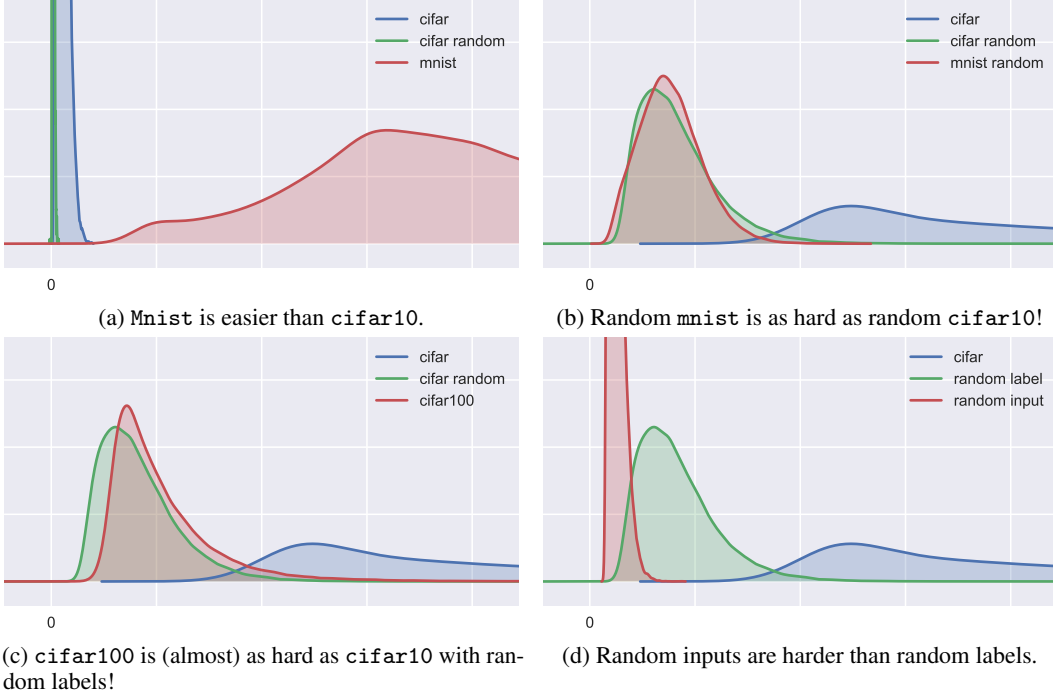 cifar
cifar random
mnist
0
(a) Mnist is easier than cifar10.
cifar
cifar random
mnist random
0
(b) Random mnist is as hard as random cifar10!
cifar
cifar random
cifar100
0
(c) cifar100 is (almost) as hard as cifar10 with ran-
dom labels!
cifar
random label
random input
0
(d) Random inputs are harder than random labels.